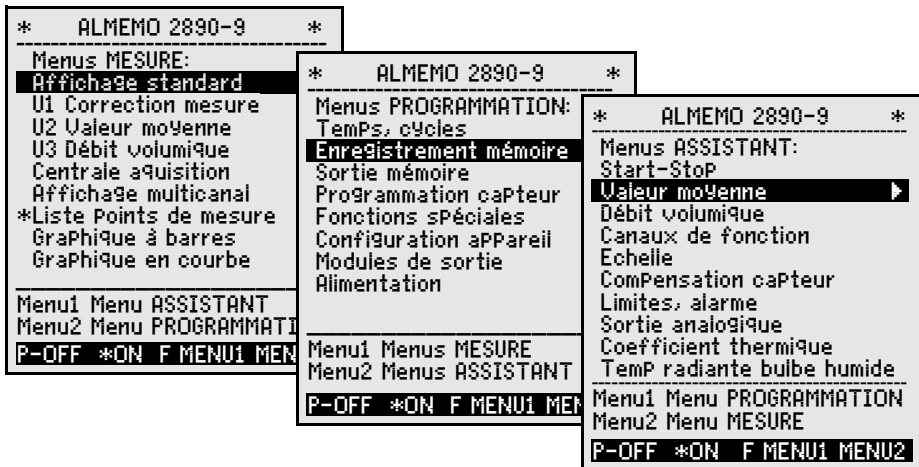 * ALMEMO 2890-9 *
Menus MESURE:
Affichage standard
U1 Correction mesure
U2 Valeur moyenne
U3 Débit volumique
Centrale aquisition
Affichage multicanal
*Liste points de mesure
Graphique à barres
Graphique en courbe
Menu1 Menu ASSISTANT
Menu2 Menu PROGRAMMATI
P-OFF *ON F MENU1 MEN
* ALMEMO 2890-9 *
Menus PROGRAMMATION:
Temps, cycles
Enregistrement mémoire
Sortie mémoire
Programmation capteur
Fonctions spéciales
Configuration appareil
Modules de sortie
Alimentation
Menu1 Menus MESURE
Menu2 Menus ASSISTANT
P-OFF *ON F MENU1 MEN
* ALMEMO 2890-9 *
Menus ASSISTANT:
Start-Stop
Valeur moyenne ▶
Débit volumique
Canaux de fonction
Echelle
Compensation capteur
Limites, alarme
Sortie analogique
Coefficient thermique
Temp radiante bulbe humide
Menu1 Menu PROGRAMMATION
Menu2 Menu MESURE
P-OFF *ON F MENU1 MENU2